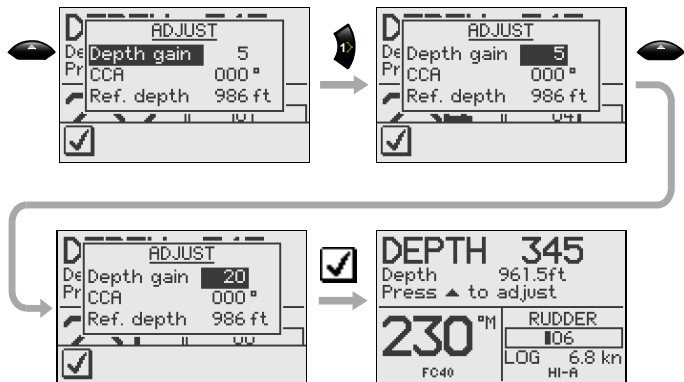 ADJUST
Depth gain 5
CCA 000°
Ref. depth 986 ft
1
ADJUST
Depth gain 5
CCA 000°
Ref. depth 986 ft
ADJUST
Depth gain 20
CCA 000°
Ref. depth 986 ft
DEPTH 345
Depth 961.5ft
Press ▲ to adjust
230°M
FC40
RUDDER
06
LOG 6.8 kn
HI-A